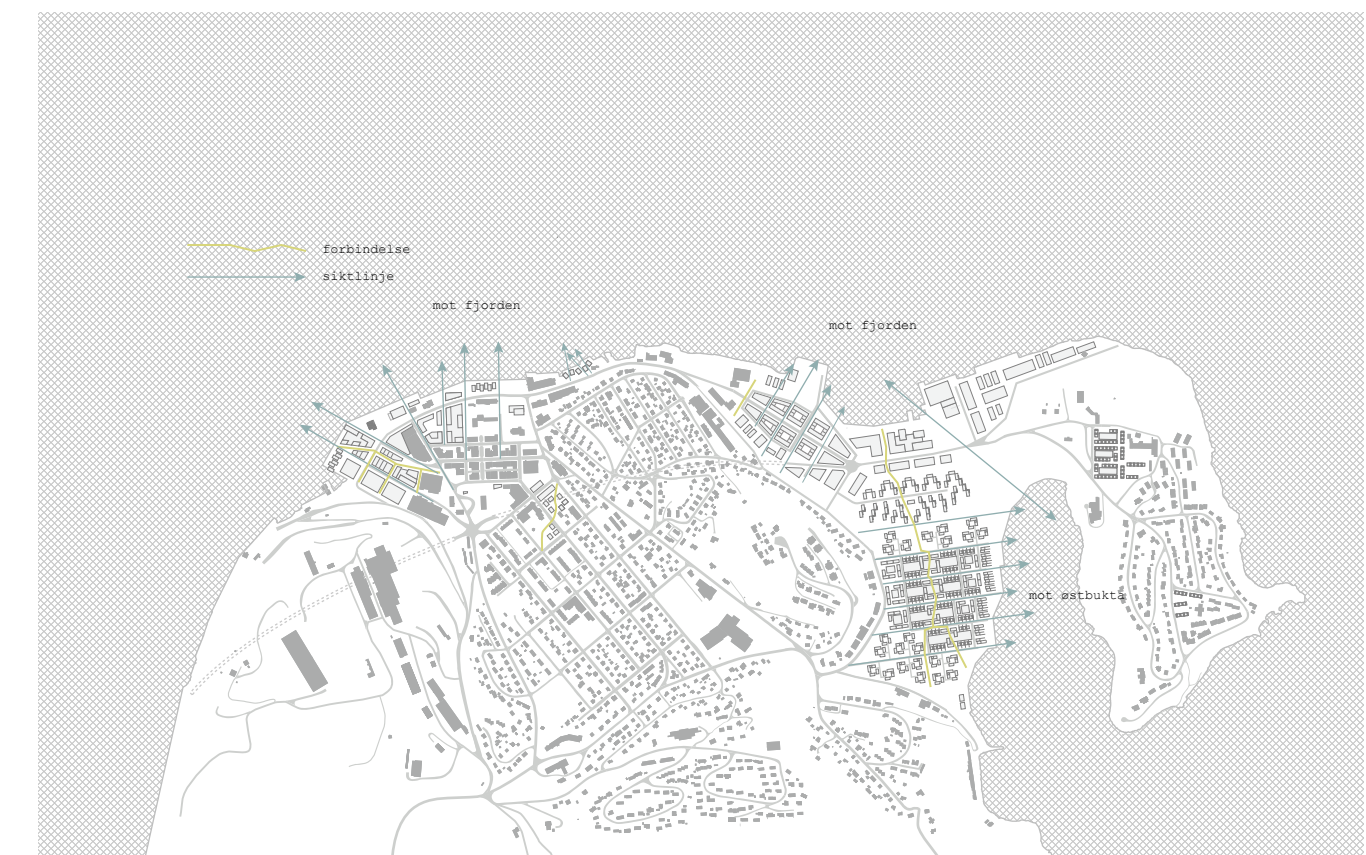 forbindelse
siktlinje
mot fjorden
mot fjorden
mot østbukta